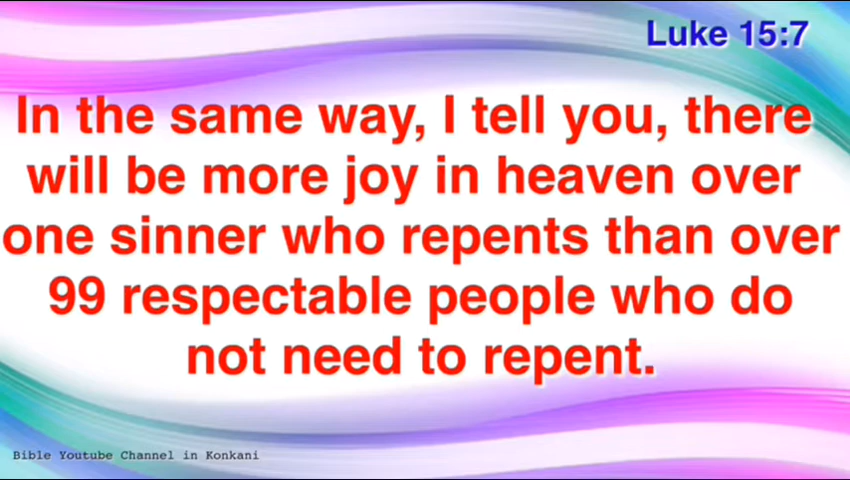 Luke 15:7
In the same way, I tell you, there
will be more joy in heaven over
one sinner who repents than over
99 respectable people who do
not need to repent.
Bible Youtube Channel in Konkani